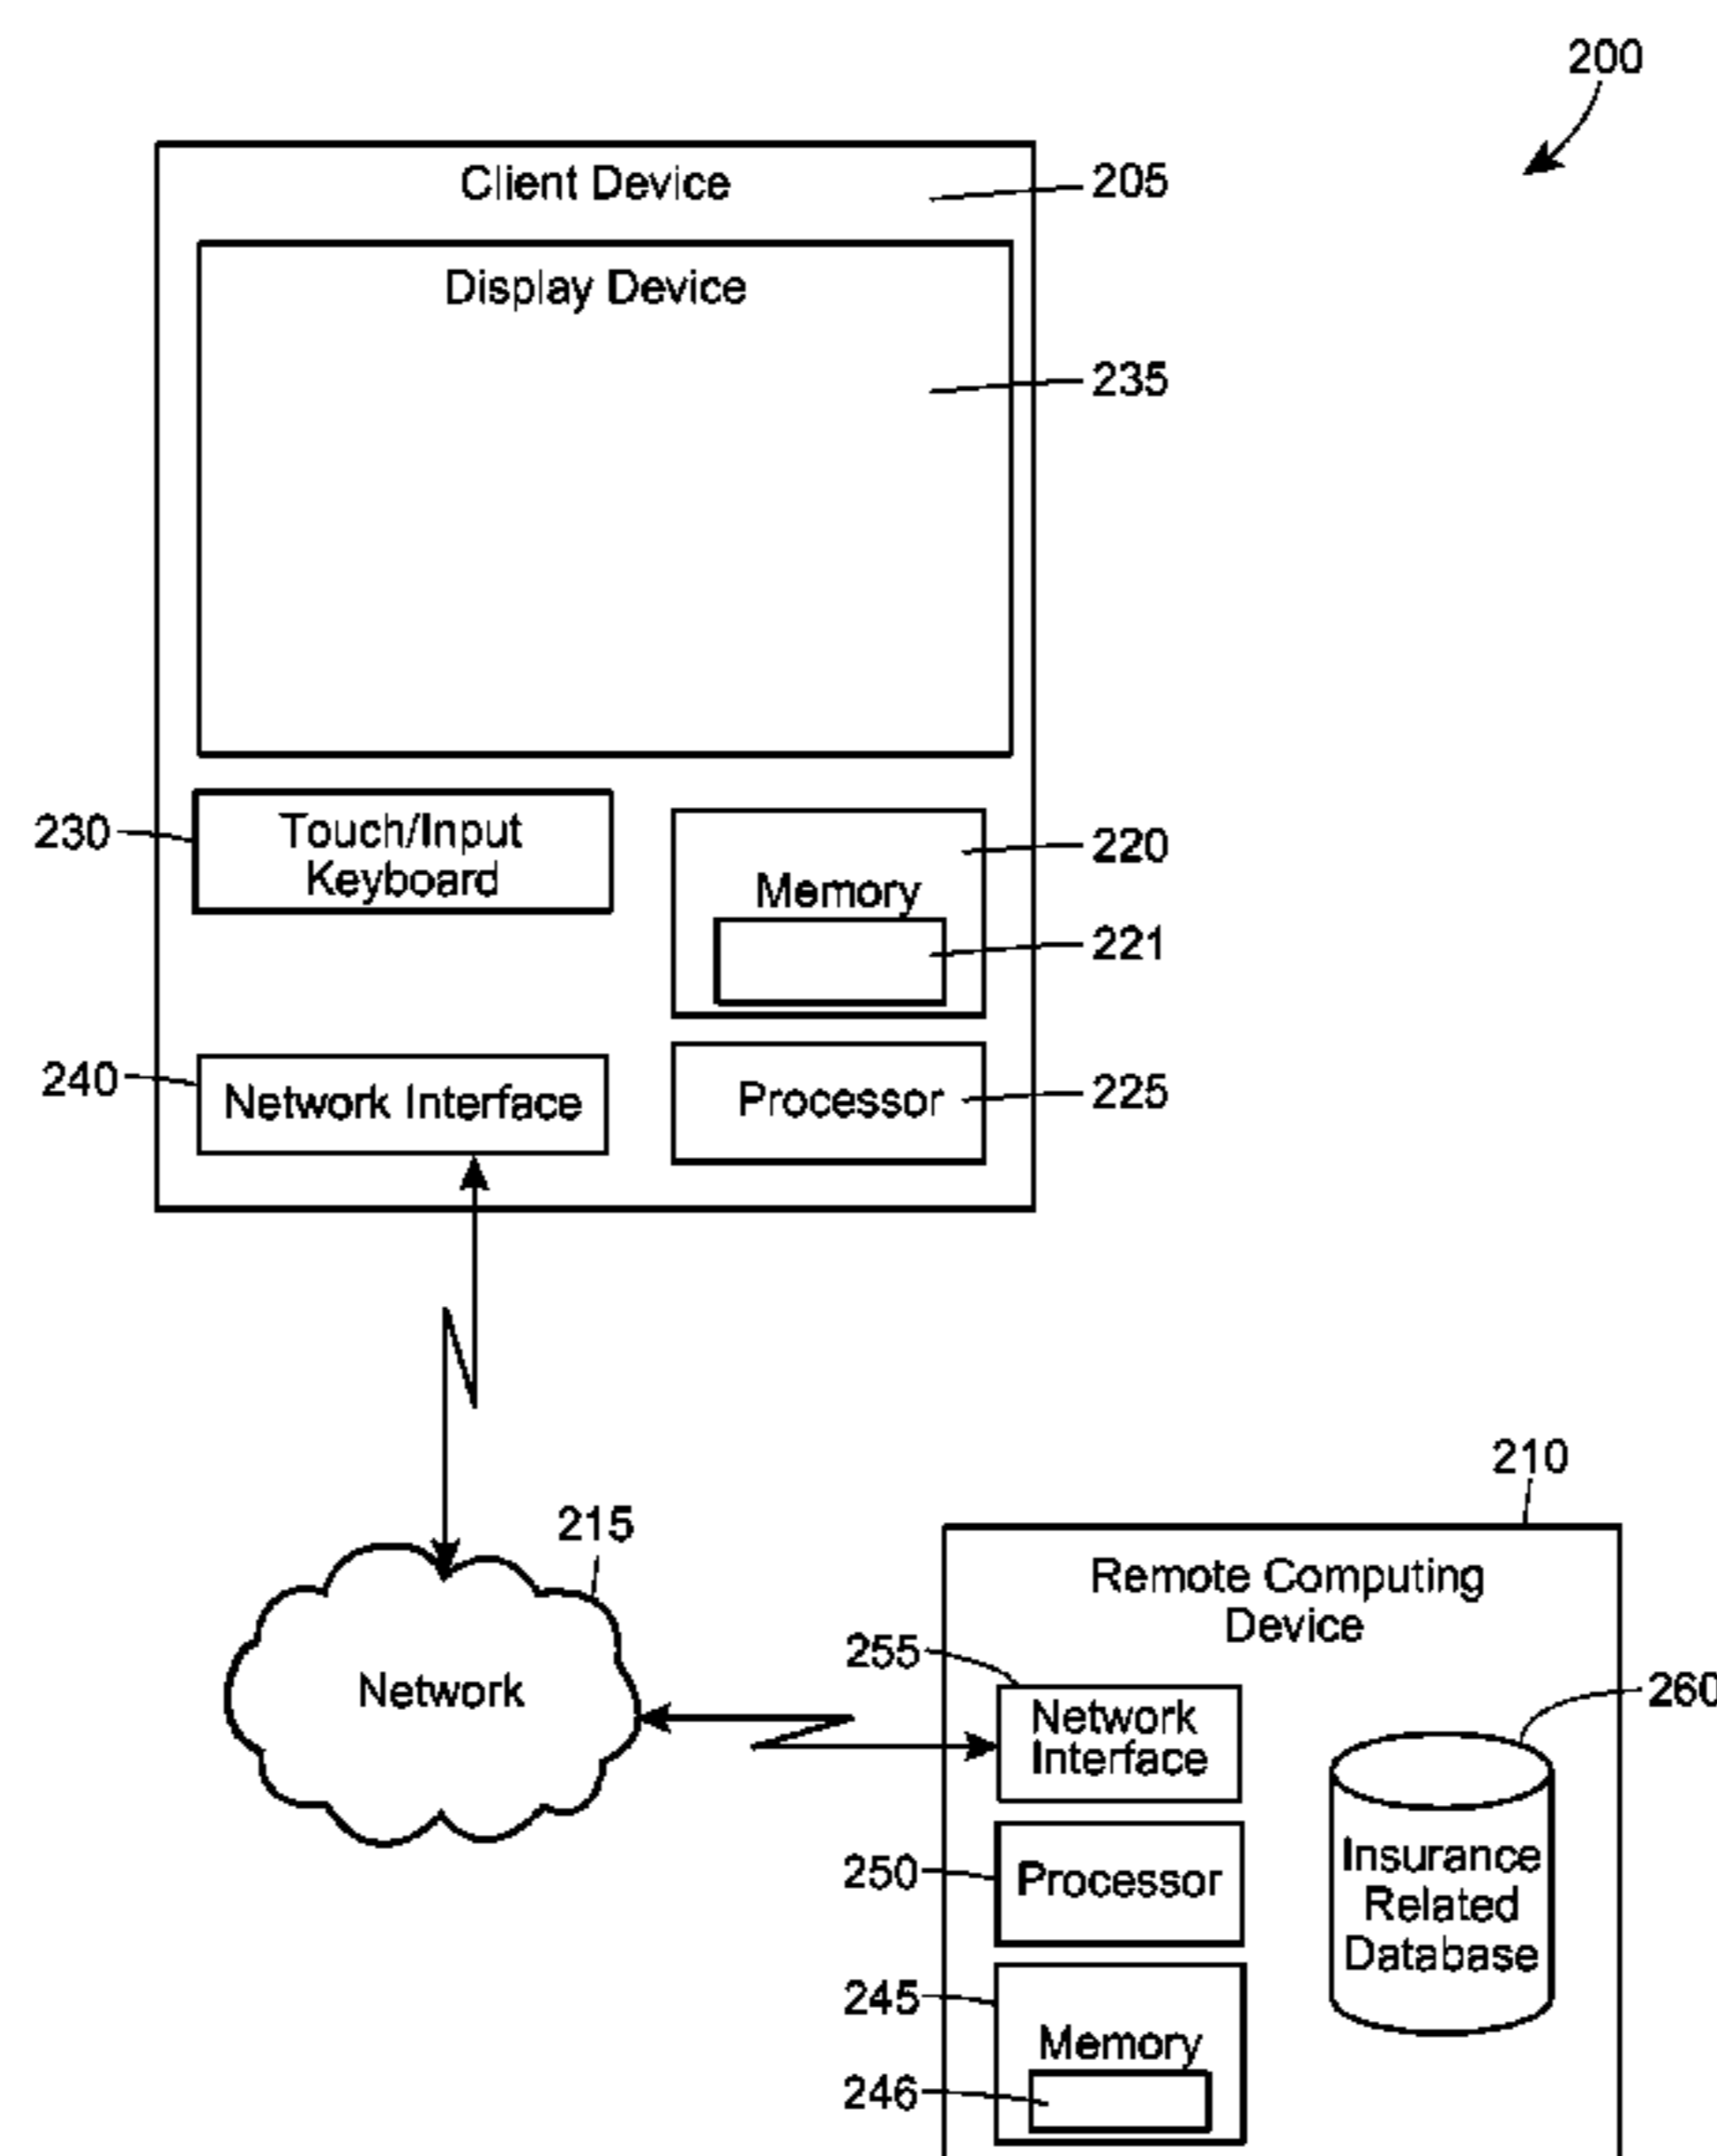 200
Client Device
205
Display Device
235
230
Touch/Input
Keyboard
220
Memory
221
240
Network Interface
Processor
225
210
215
Remote Computing
Device
Network
255
Network
Interface
260
250
Processor
Insurance
Related
Database
245
Memory
246